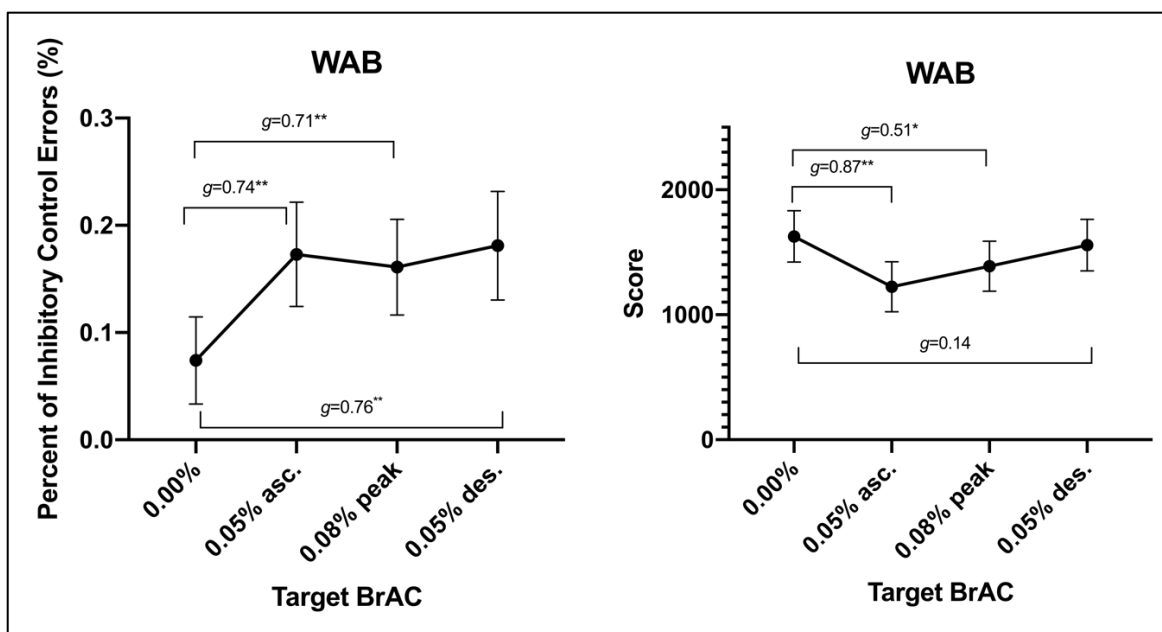 WAB
Percent of Inhibitory Control Errors (%)
0.3
0.2
0.1
0.0
g=0.71**
g=0.74**
g=0.76**
0.00%
0.05% asc.
0.08% peak
0.05% des.
Target BrAC
WAB
Score
2000
1000
0
g=0.51*
g=0.87**
g=0.14
0.00%
0.05% asc.
0.08% peak
0.05% des.
Target BrAC